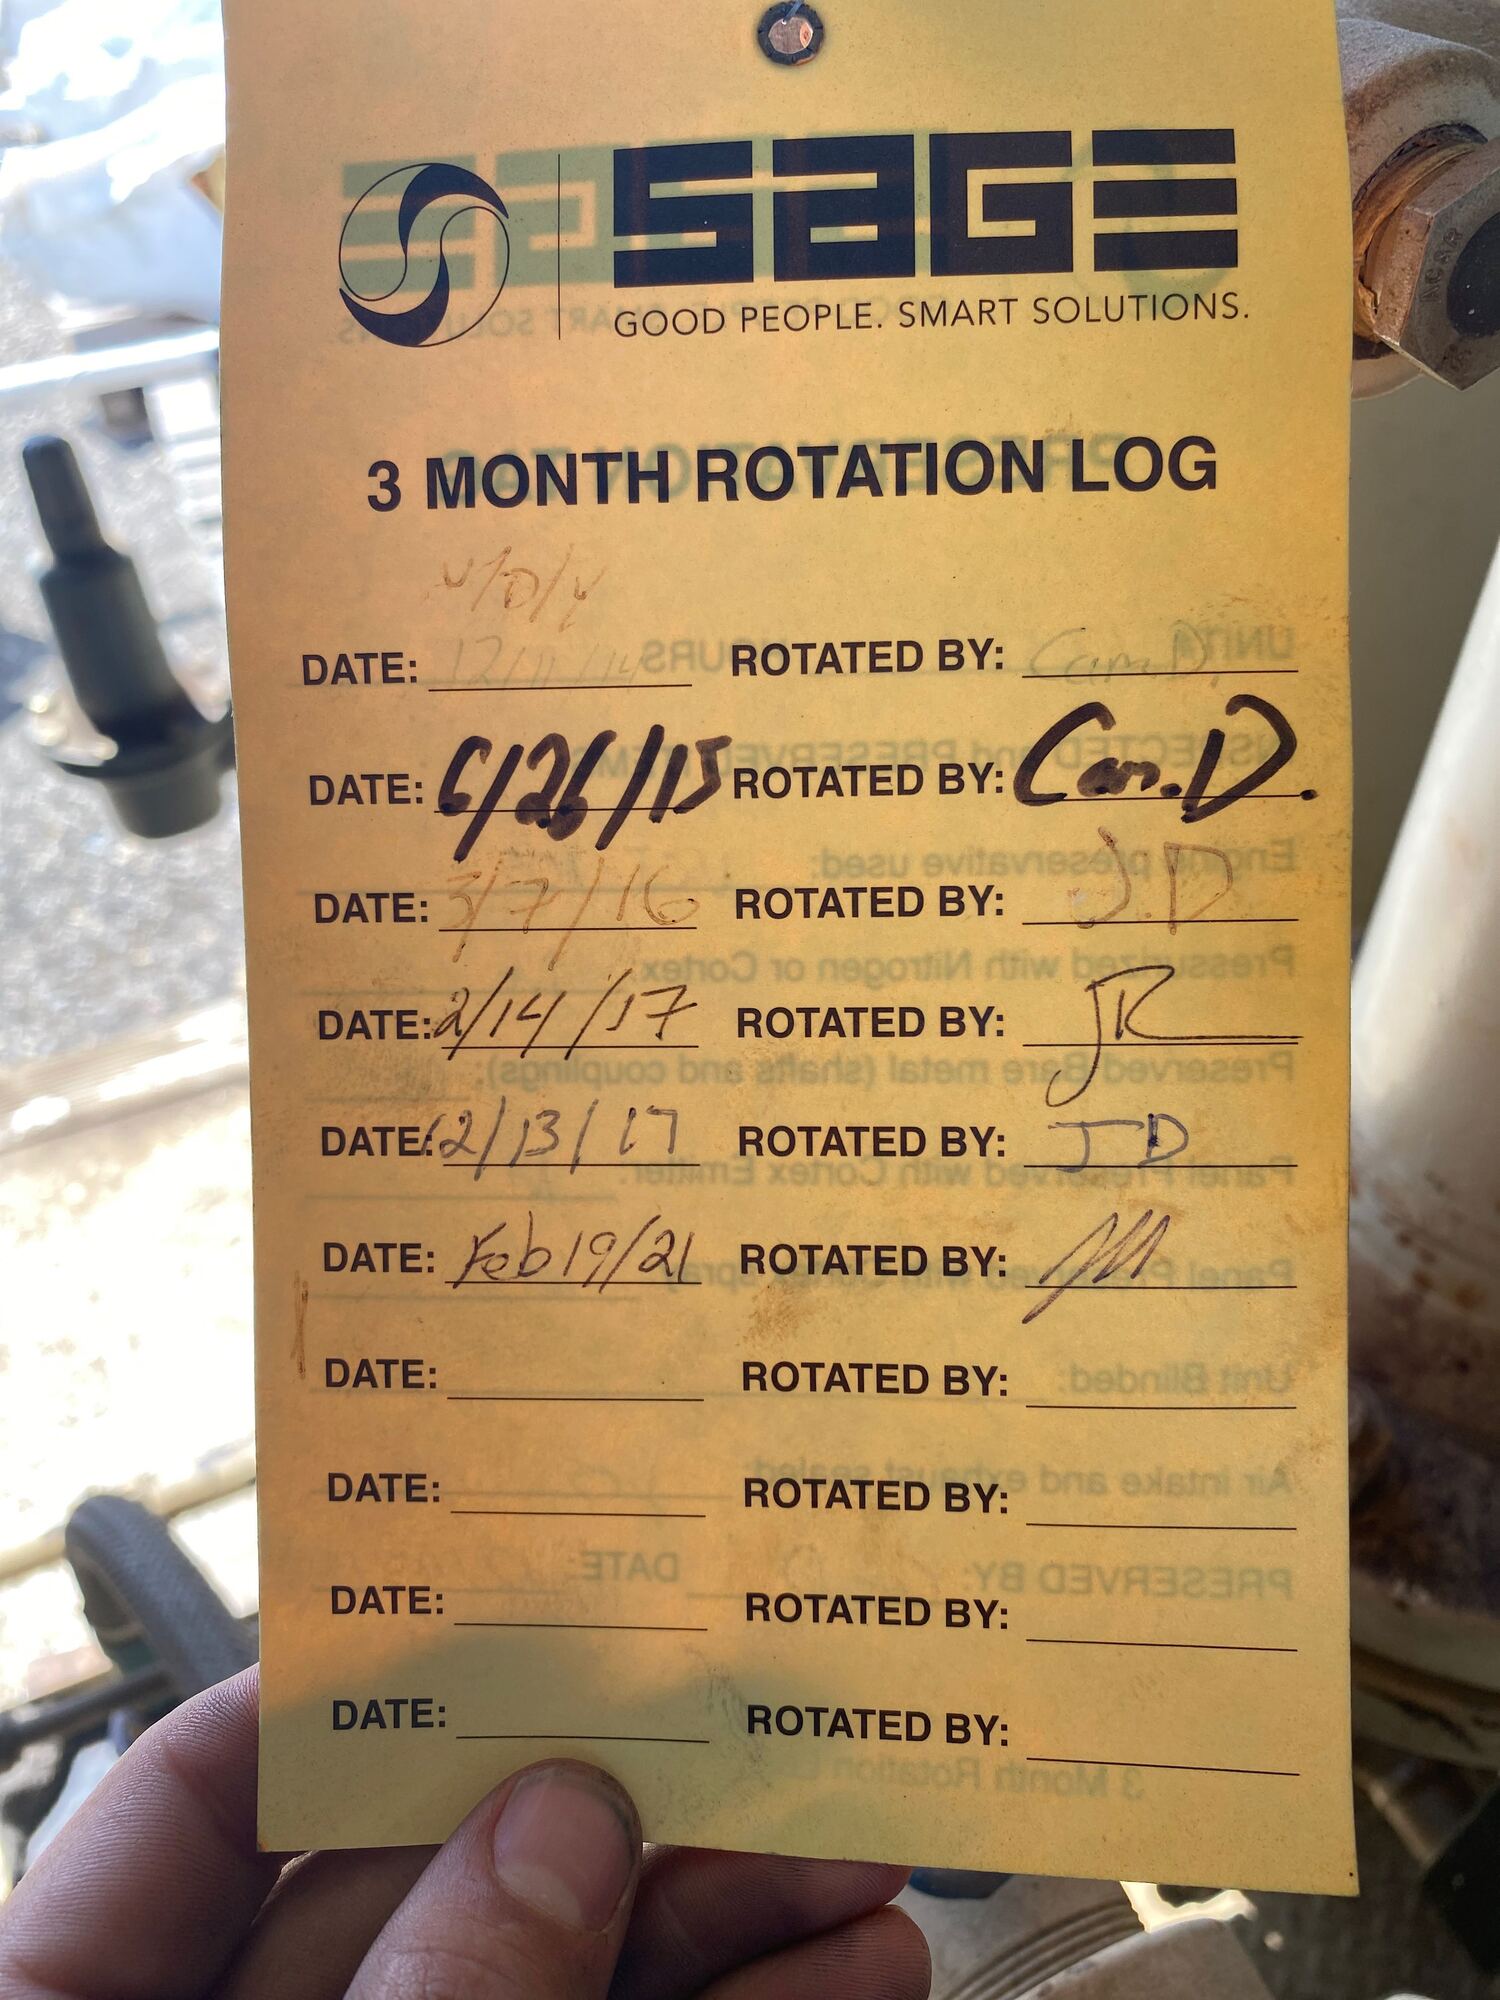 SAGE
GOOD PEOPLE. SMART SOLUTIONS.
3 MONTH ROTATION LOG
M/D/Y
DATE: 12/11/14 ROTATED BY: Cam.D.
DATE: 6/26/15 ROTATED BY: Cam.D.
DATE: 3/7/16 ROTATED BY: J.D
DATE: 2/14/17 ROTATED BY: JR
DATE: 12/13/17 ROTATED BY: JD
DATE: Feb 19/21 ROTATED BY:
DATE: ROTATED BY:
DATE: ROTATED BY:
DATE: ROTATED BY:
DATE: ROTATED BY: